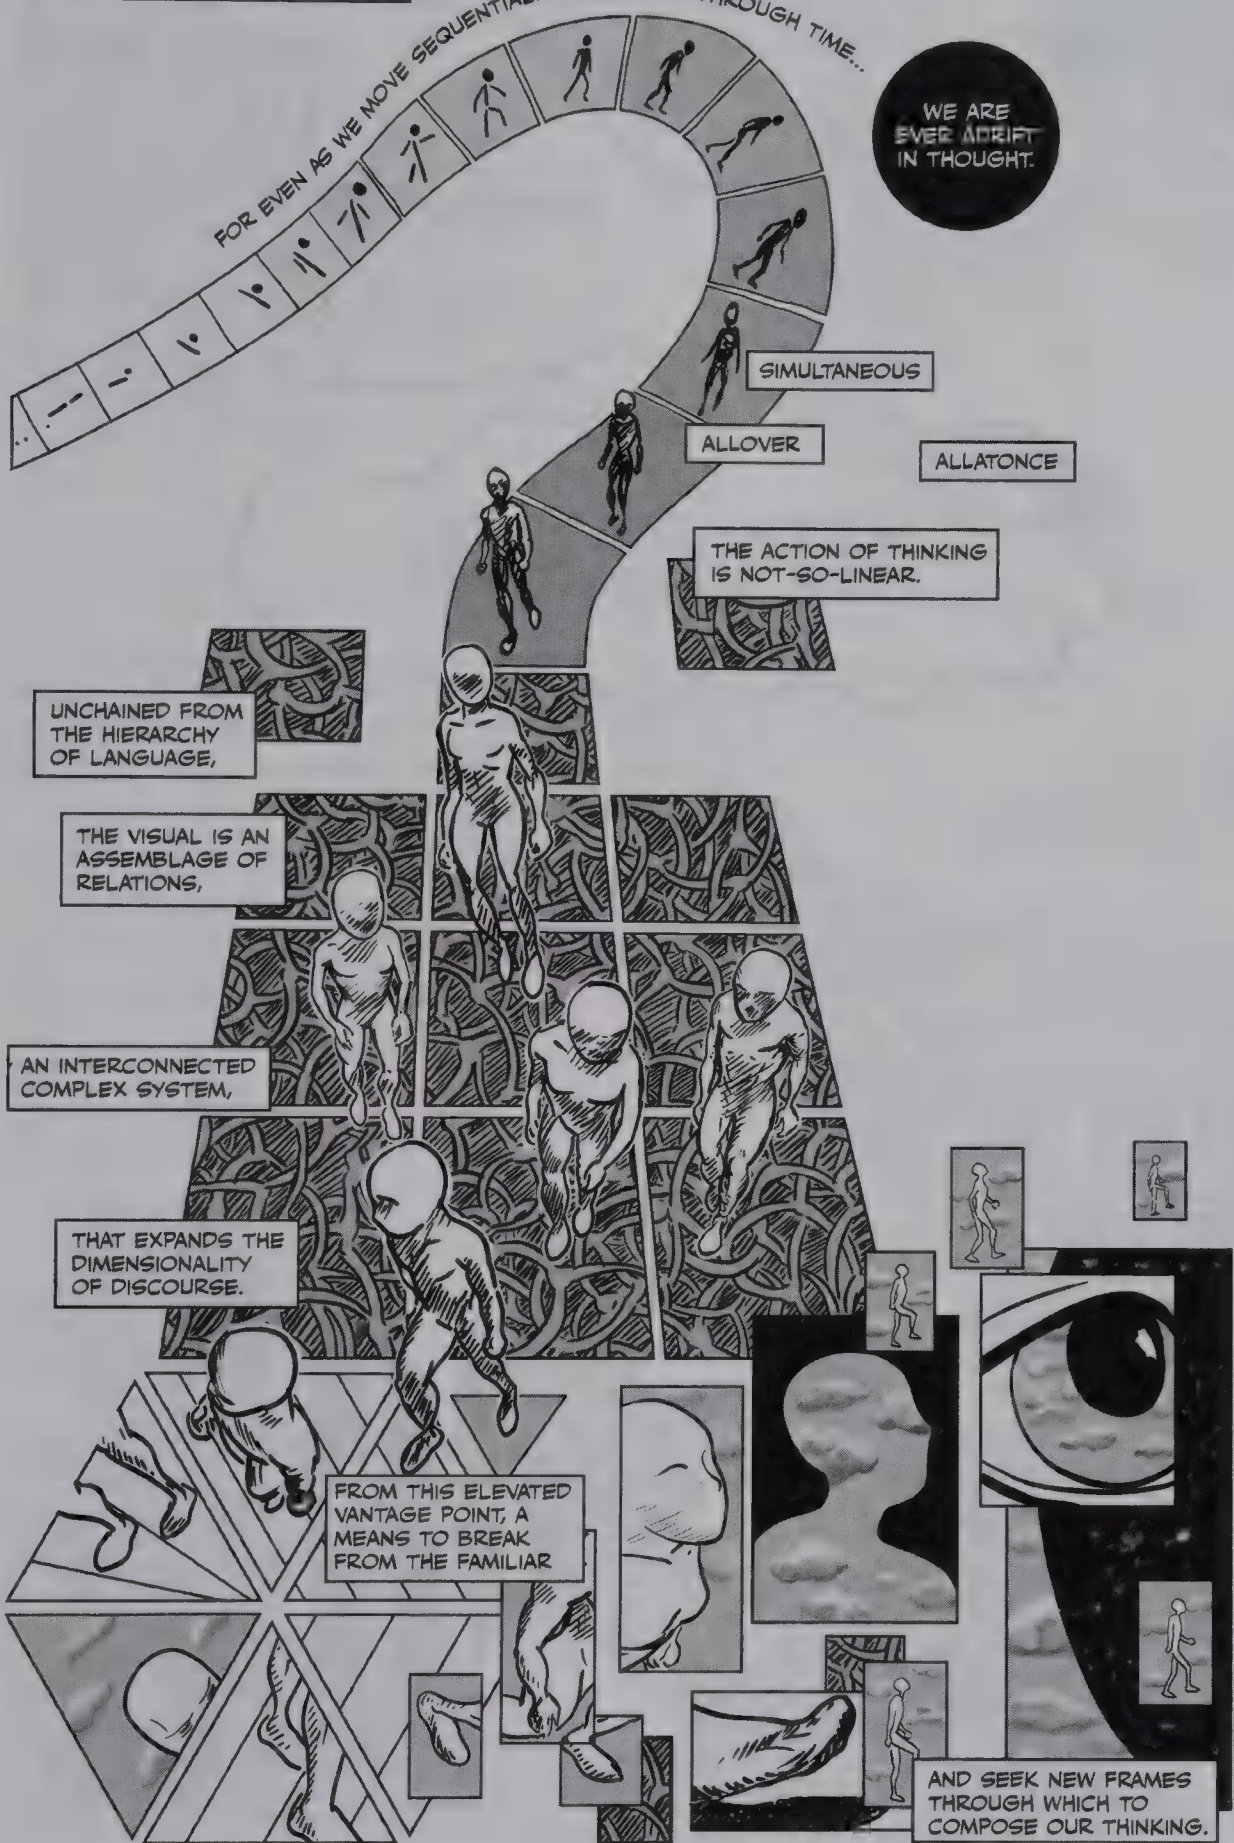 FOR EVEN AS WE MOVE SEQUENTIAL THROUGH TIME...
WE ARE
EVER ADRIFT
IN THOUGHT.
SIMULTANEOUS
ALLOVER
ALLATONCE
THE ACTION OF THINKING
IS NOT-SO-LINEAR.
UNCHAINED FROM
THE HIERARCHY
OF LANGUAGE,
THE VISUAL IS AN
ASSEMBLAGE OF
RELATIONS,
AN INTERCONNECTED
COMPLEX SYSTEM,
THAT EXPANDS THE
DIMENSIONALITY
OF DISCOURSE.
FROM THIS ELEVATED
VANTAGE POINT, A
MEANS TO BREAK
FROM THE FAMILIAR
AND SEEK NEW FRAMES
THROUGH WHICH TO
COMPOSE OUR THINKING.